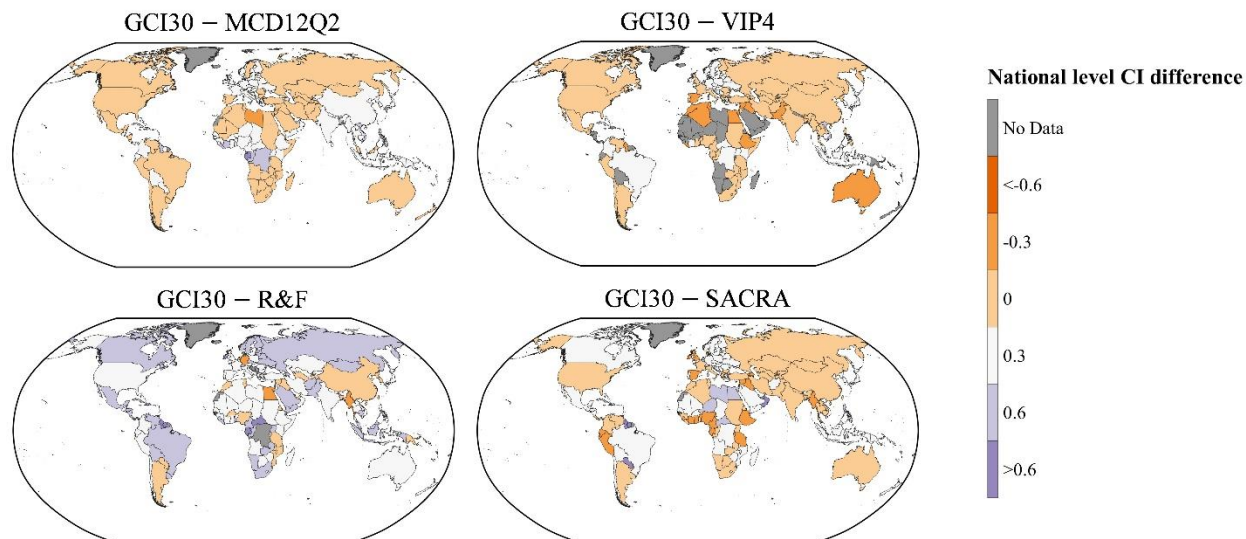 GCI30 – MCD12Q2
GCI30 – VIP4
National level CI difference
No Data
<-0.6
-0.3
0
0.3
0.6
>0.6
GCI30 – R&F
GCI30 – SACRA